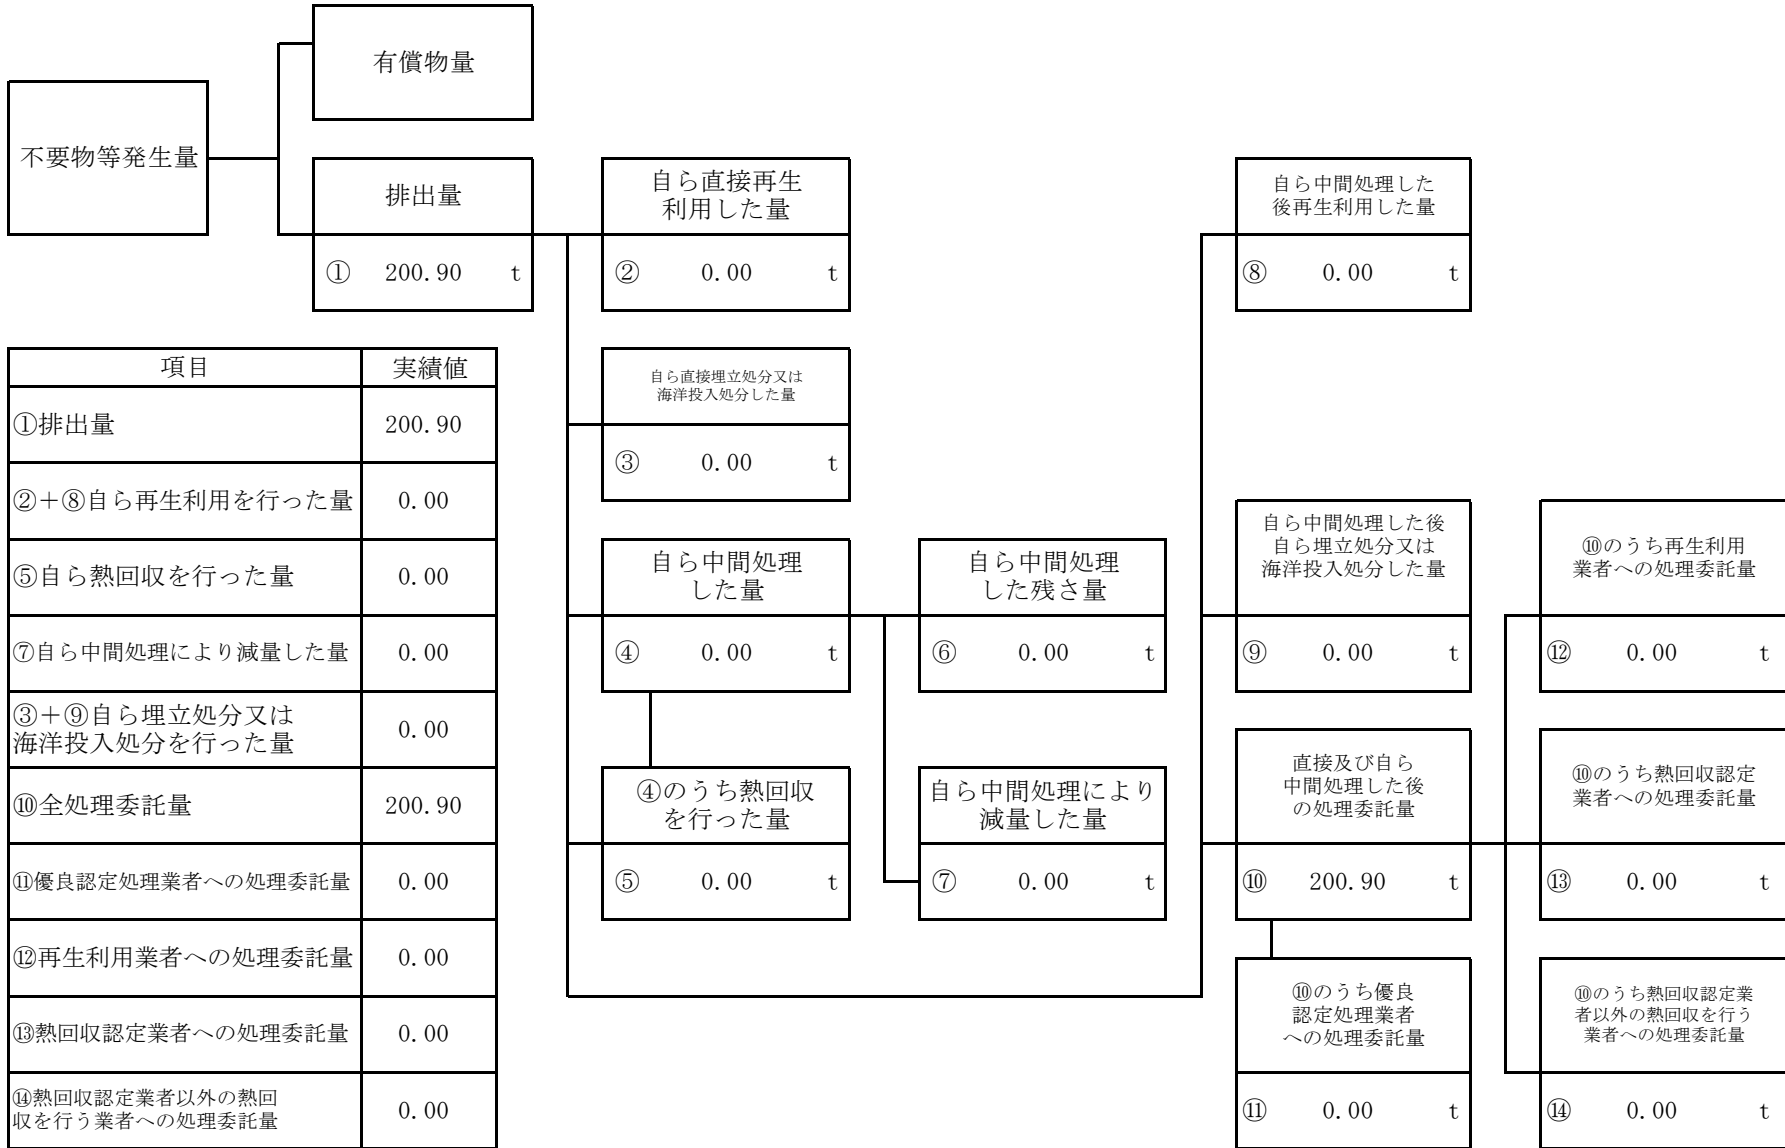 有償物量
不要物等発生量
排出量
① 200.90 t
自ら直接再生
利用した量
② 0.00 t
自ら中間処理した
後再生利用した量
⑧ 0.00 t
自ら直接埋立処分又は
海洋投入処分した量
③ 0.00 t
自ら中間処理
した量
④ 0.00 t
自ら中間処理
した残さ量
⑥ 0.00 t
自ら中間処理した後
自ら埋立処分又は
海洋投入処分した量
⑨ 0.00 t
⑩のうち再生利用
業者への処理委託量
⑫ 0.00 t
④のうち熱回収
を行った量
⑤ 0.00 t
自ら中間処理により
減量した量
⑦ 0.00 t
直接及び自ら
中間処理した後
の処理委託量
⑩ 200.90 t
⑩のうち熱回収認定
業者への処理委託量
⑬ 0.00 t
⑩のうち優良
認定処理業者
への処理委託量
⑪ 0.00 t
⑩のうち熱回収認定業
者以外の熱回収を行う
業者への処理委託量
⑭ 0.00 t
項目 実績値
①排出量 200.90
②＋⑧自ら再生利用を行った量 0.00
⑤自ら熱回収を行った量 0.00
⑦自ら中間処理により減量した量 0.00
③＋⑨自ら埋立処分又は
海洋投入処分を行った量 0.00
⑩全処理委託量 200.90
⑪優良認定処理業者への処理委託量 0.00
⑫再生利用業者への処理委託量 0.00
⑬熱回収認定業者への処理委託量 0.00
⑭熱回収認定業者以外の熱回
収を行う業者への処理委託量 0.00